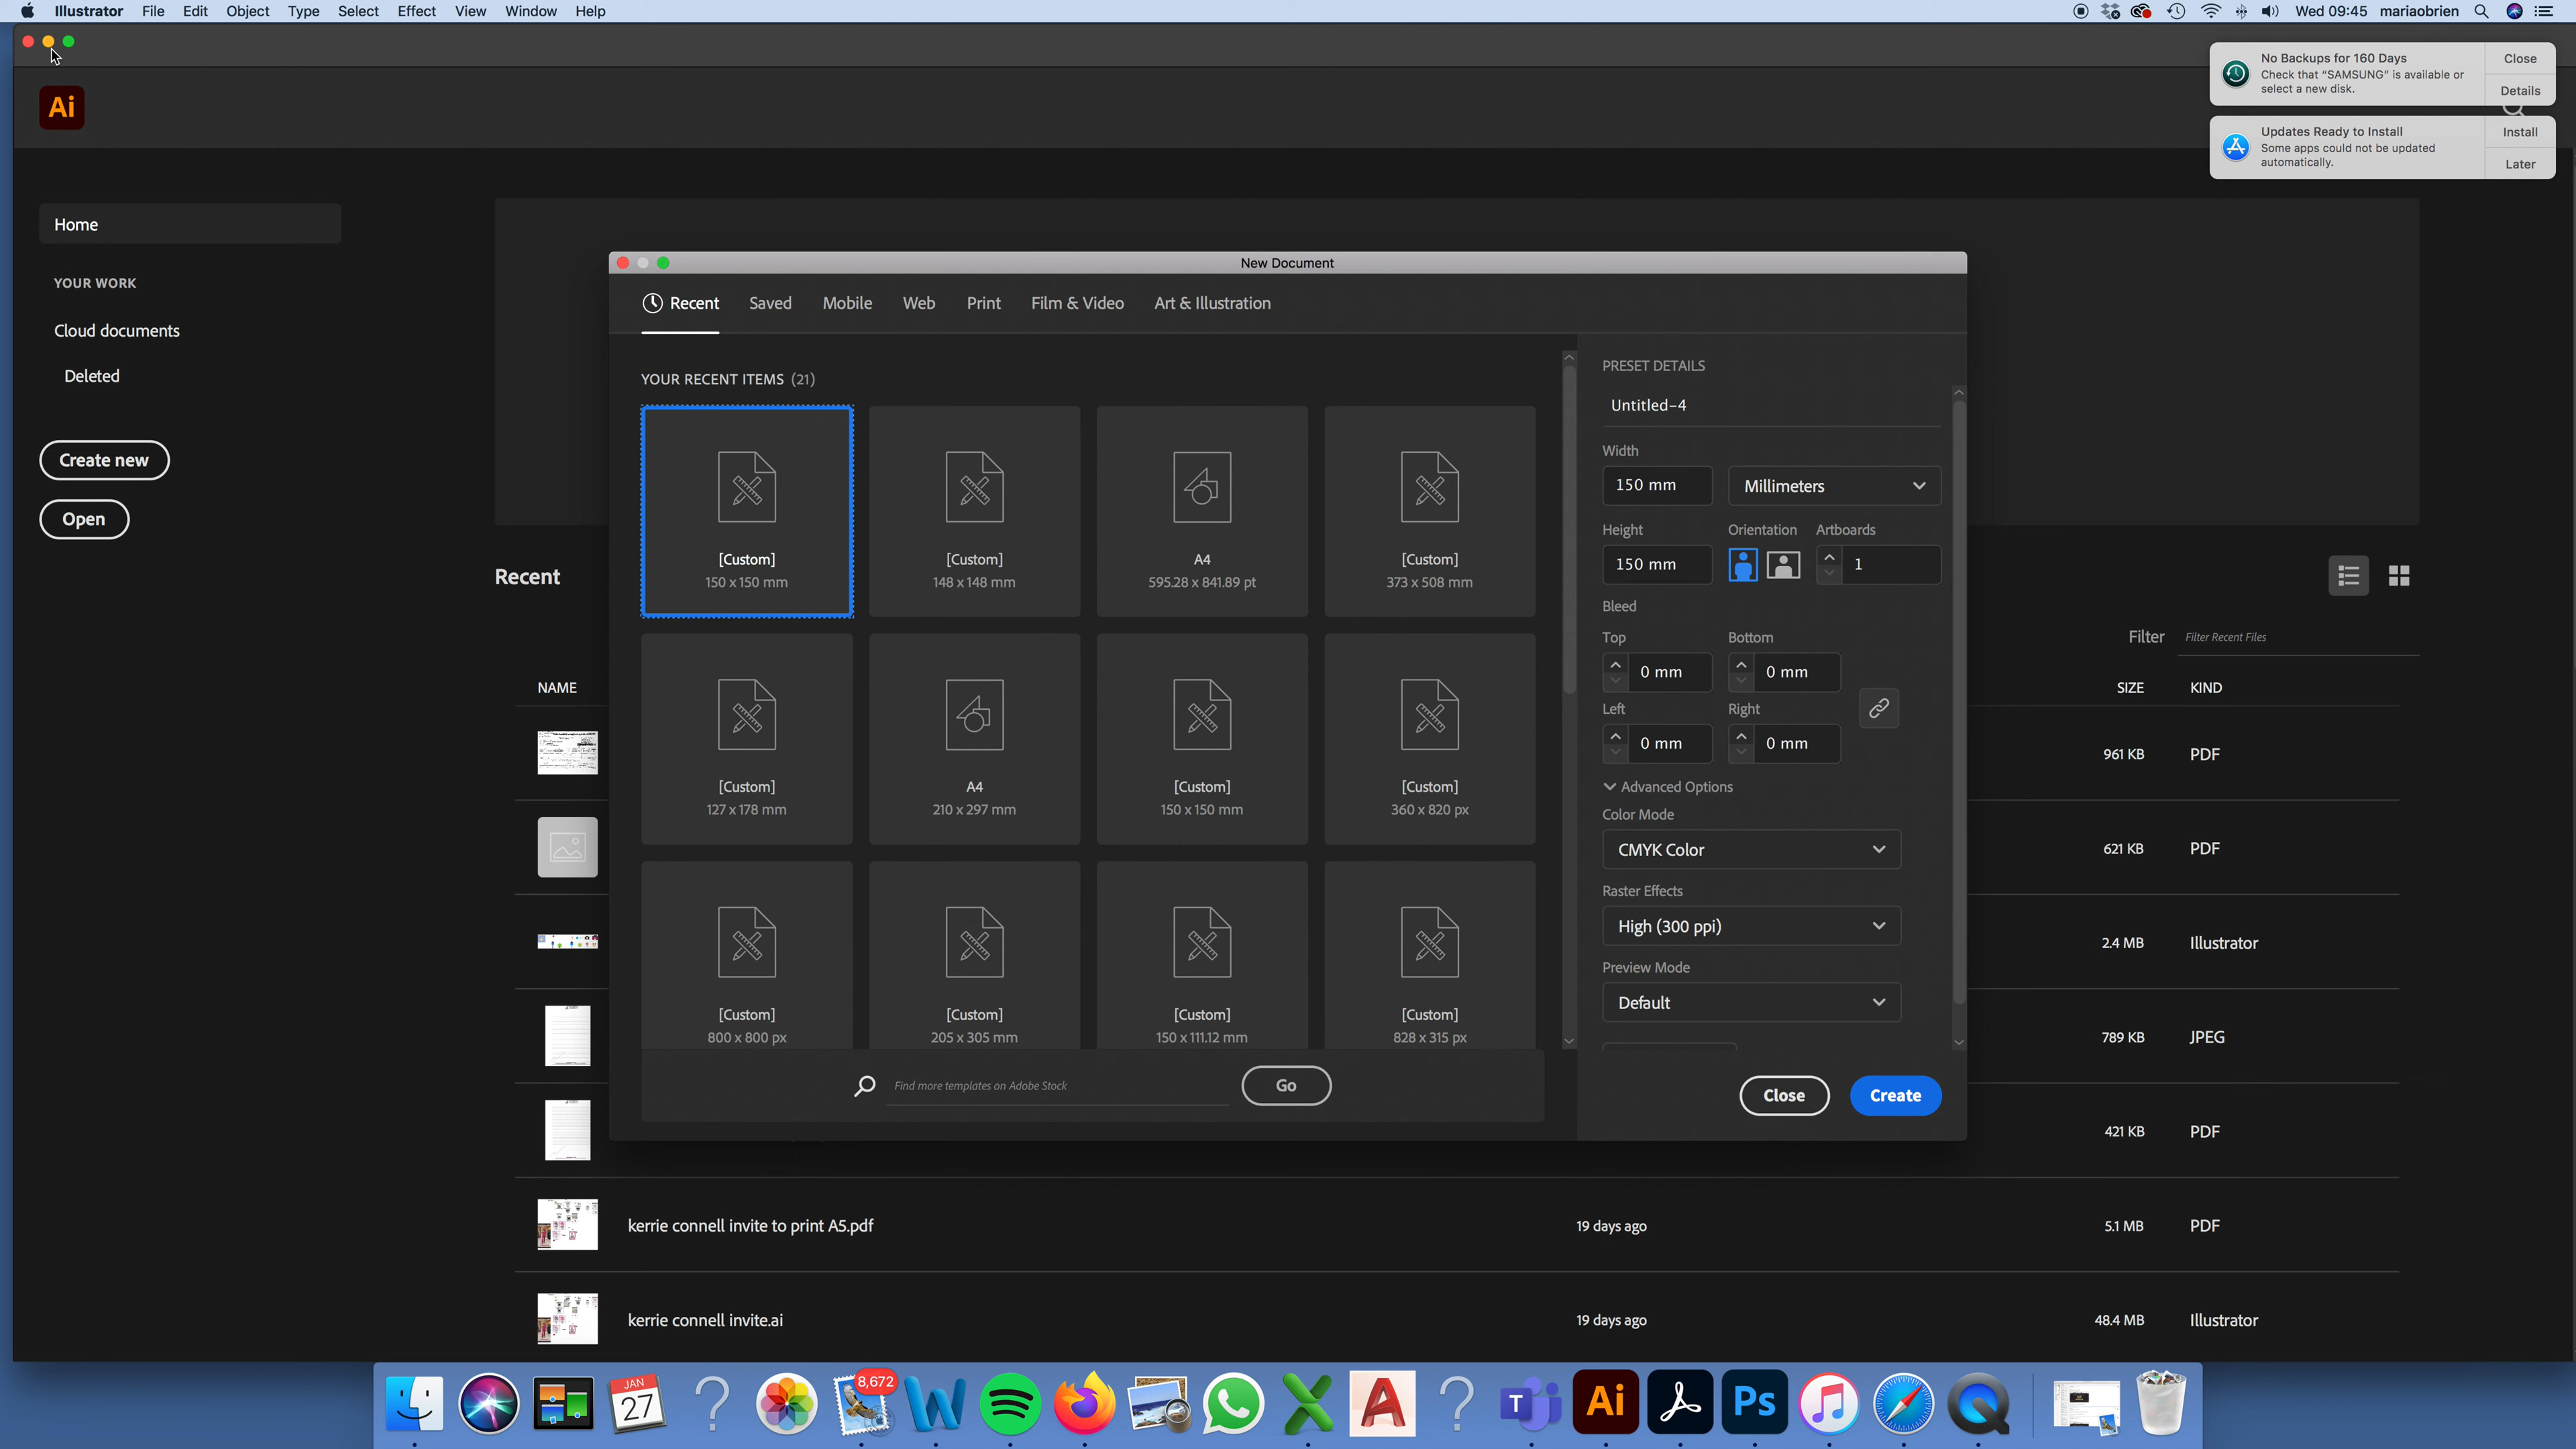 Illustrator File Edit Object Type Select Effect View Window Help
Wed 09:45 mariaobrien
No Backups for 160 Days
Check that “SAMSUNG” is available or
select a new disk.
Close
Details
Updates Ready to Install
Some apps could not be updated
automatically.
Install
Later
Ai
Home
YOUR WORK
Cloud documents
Deleted
Create new
Open
Recent
Filter Filter Recent Files
NAME SIZE KIND
961 KB PDF
621 KB PDF
2.4 MB Illustrator
789 KB JPEG
421 KB PDF
kerrie connell invite to print A5.pdf 19 days ago 5.1 MB PDF
kerrie connell invite.ai 19 days ago 48.4 MB Illustrator
New Document
Recent Saved Mobile Web Print Film & Video Art & Illustration
YOUR RECENT ITEMS (21)
[Custom] [Custom] A4 [Custom]
150 x 150 mm 148 x 148 mm 595.28 x 841.89 pt 373 x 508 mm
[Custom] A4 [Custom] [Custom]
127 x 178 mm 210 x 297 mm 150 x 150 mm 360 x 820 px
[Custom] [Custom] [Custom] [Custom]
800 x 800 px 205 x 305 mm 150 x 111.12 mm 828 x 315 px
Find more templates on Adobe Stock Go
PRESET DETAILS
Untitled-4
Width
150 mm Millimeters
Height Orientation Artboards
150 mm 1
Bleed
Top Bottom
0 mm 0 mm
Left Right
0 mm 0 mm
Advanced Options
Color Mode
CMYK Color
Raster Effects
High (300 ppi)
Preview Mode
Default
Close Create
JAN
27
8,672
W
X
A
T
Ai
Ps